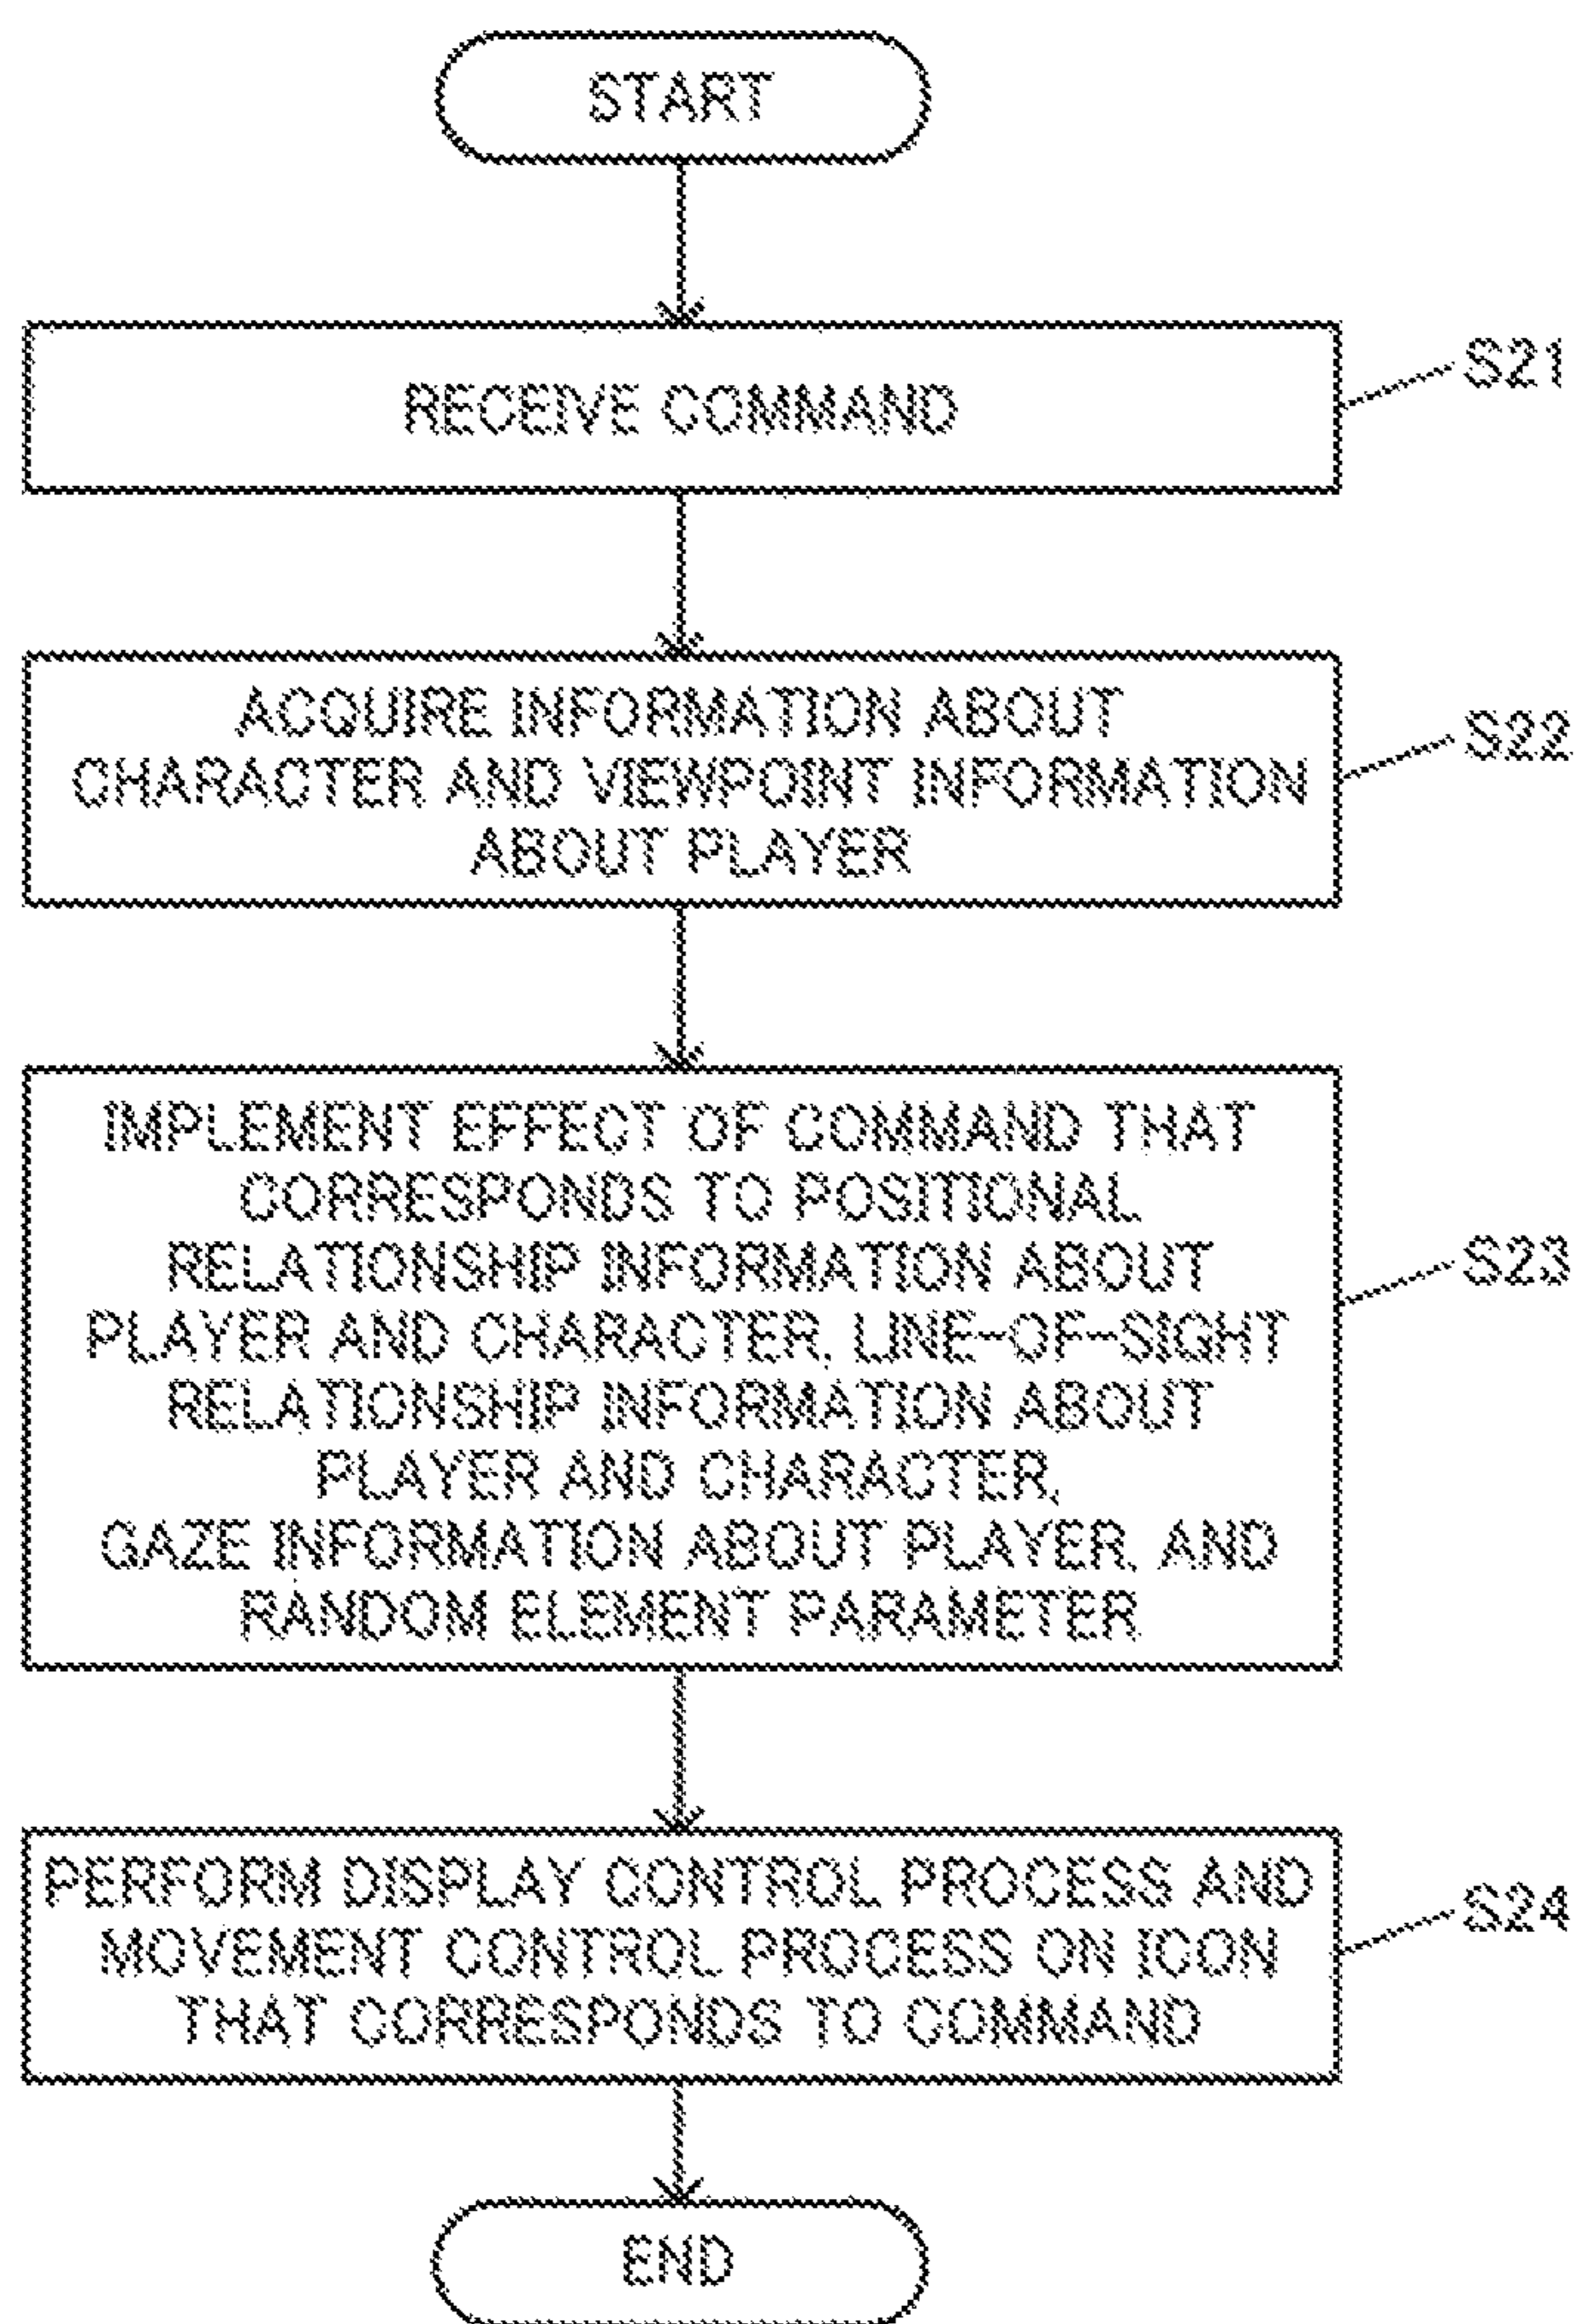 START
RECEIVE COMMAND
S21
ACQUIRE INFORMATION ABOUT
CHARACTER AND VIEWPOINT INFORMATION
ABOUT PLAYER
S22
IMPLEMENT EFFECT OF COMMAND THAT
CORRESPONDS TO POSITIONAL
RELATIONSHIP INFORMATION ABOUT
PLAYER AND CHARACTER, LINE-OF-SIGHT
RELATIONSHIP INFORMATION ABOUT
PLAYER AND CHARACTER,
GAZE INFORMATION ABOUT PLAYER, AND
RANDOM ELEMENT PARAMETER
S23
PERFORM DISPLAY CONTROL PROCESS AND
MOVEMENT CONTROL PROCESS ON ICON
THAT CORRESPONDS TO COMMAND
S24
END